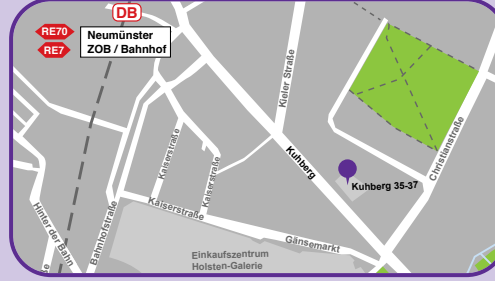 DB
RE70
RE7
Neumünster
ZOB / Bahnhof
Kieler Straße
Kaiserstraße
Kaiserstraße
Kuhberg
Christianstraße
Kuhberg 35-37
Hinter der Bahn
Bahnhofstraße
Kaiserstraße
Gänsemarkt
Einkaufszentrum
Holsten-Galerie